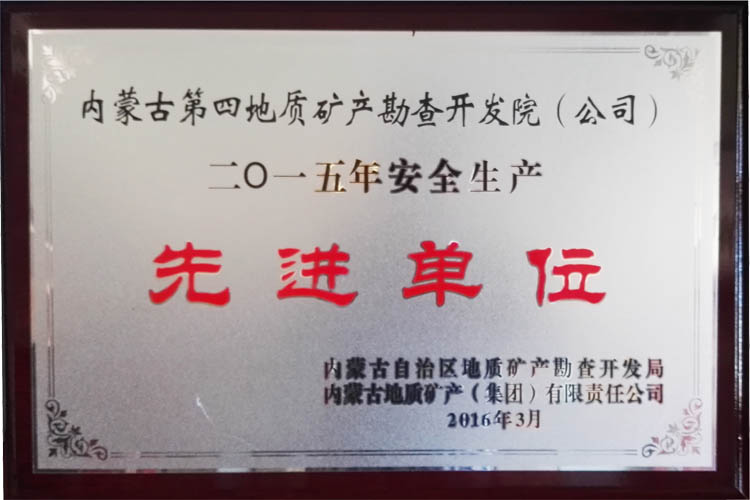 内蒙古第四地质矿产勘查开发院（公司）
二〇一五年安全生产
先进单位
内蒙古自治区地质矿产勘查开发局
内蒙古地质矿产（集团）有限责任公司
2016年3月